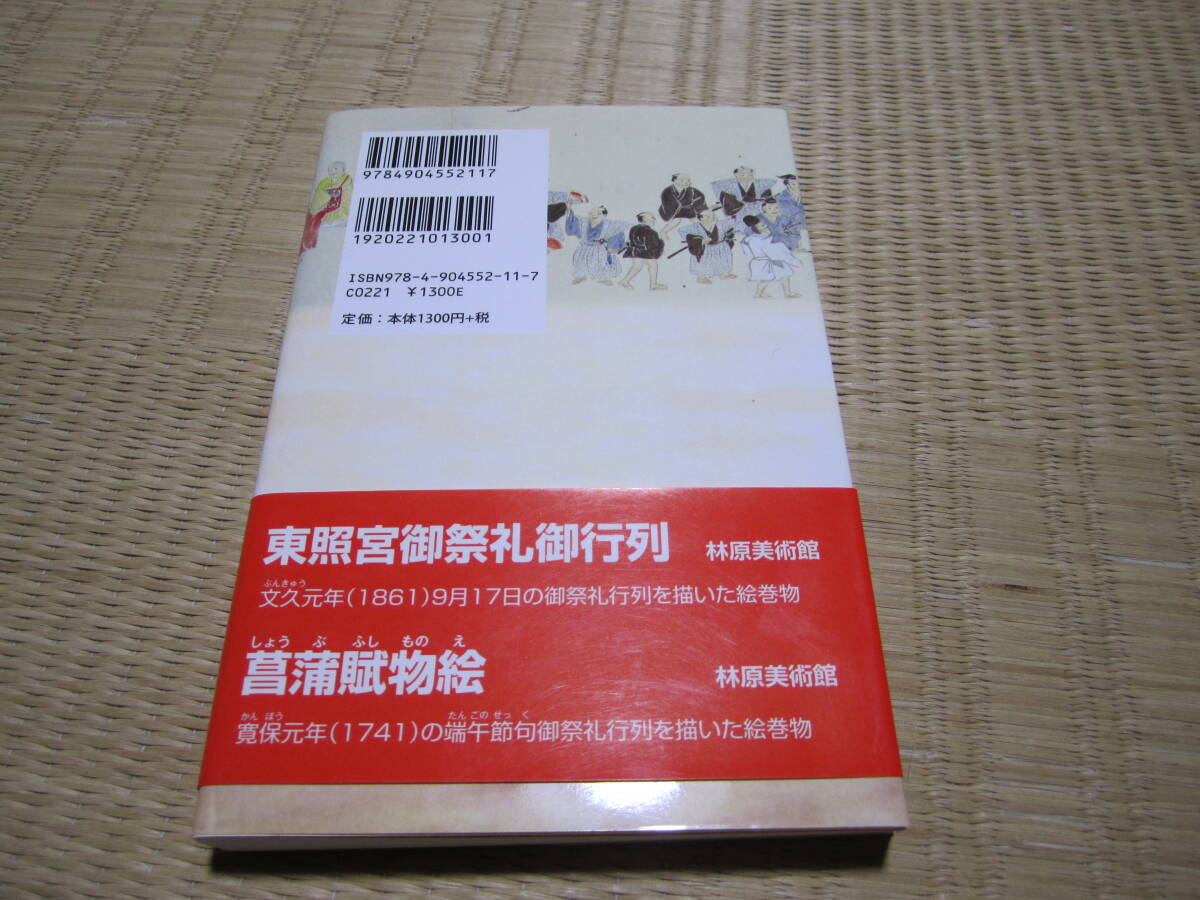 9784904552117
1920221013001
ISBN978-4-904552-11-7
C0221 ¥1300E
定価：本体1300円+税
東照宮御祭礼御行列 林原美術館
ぶんきゅう
文久元年(1861)9月17日の御祭礼行列を描いた絵巻物
しょう ぶ ふし もの え
菖蒲賦物絵 林原美術館
かん ぽう たん ごの せっ く
寛保元年(1741)の端午節句御祭礼行列を描いた絵巻物